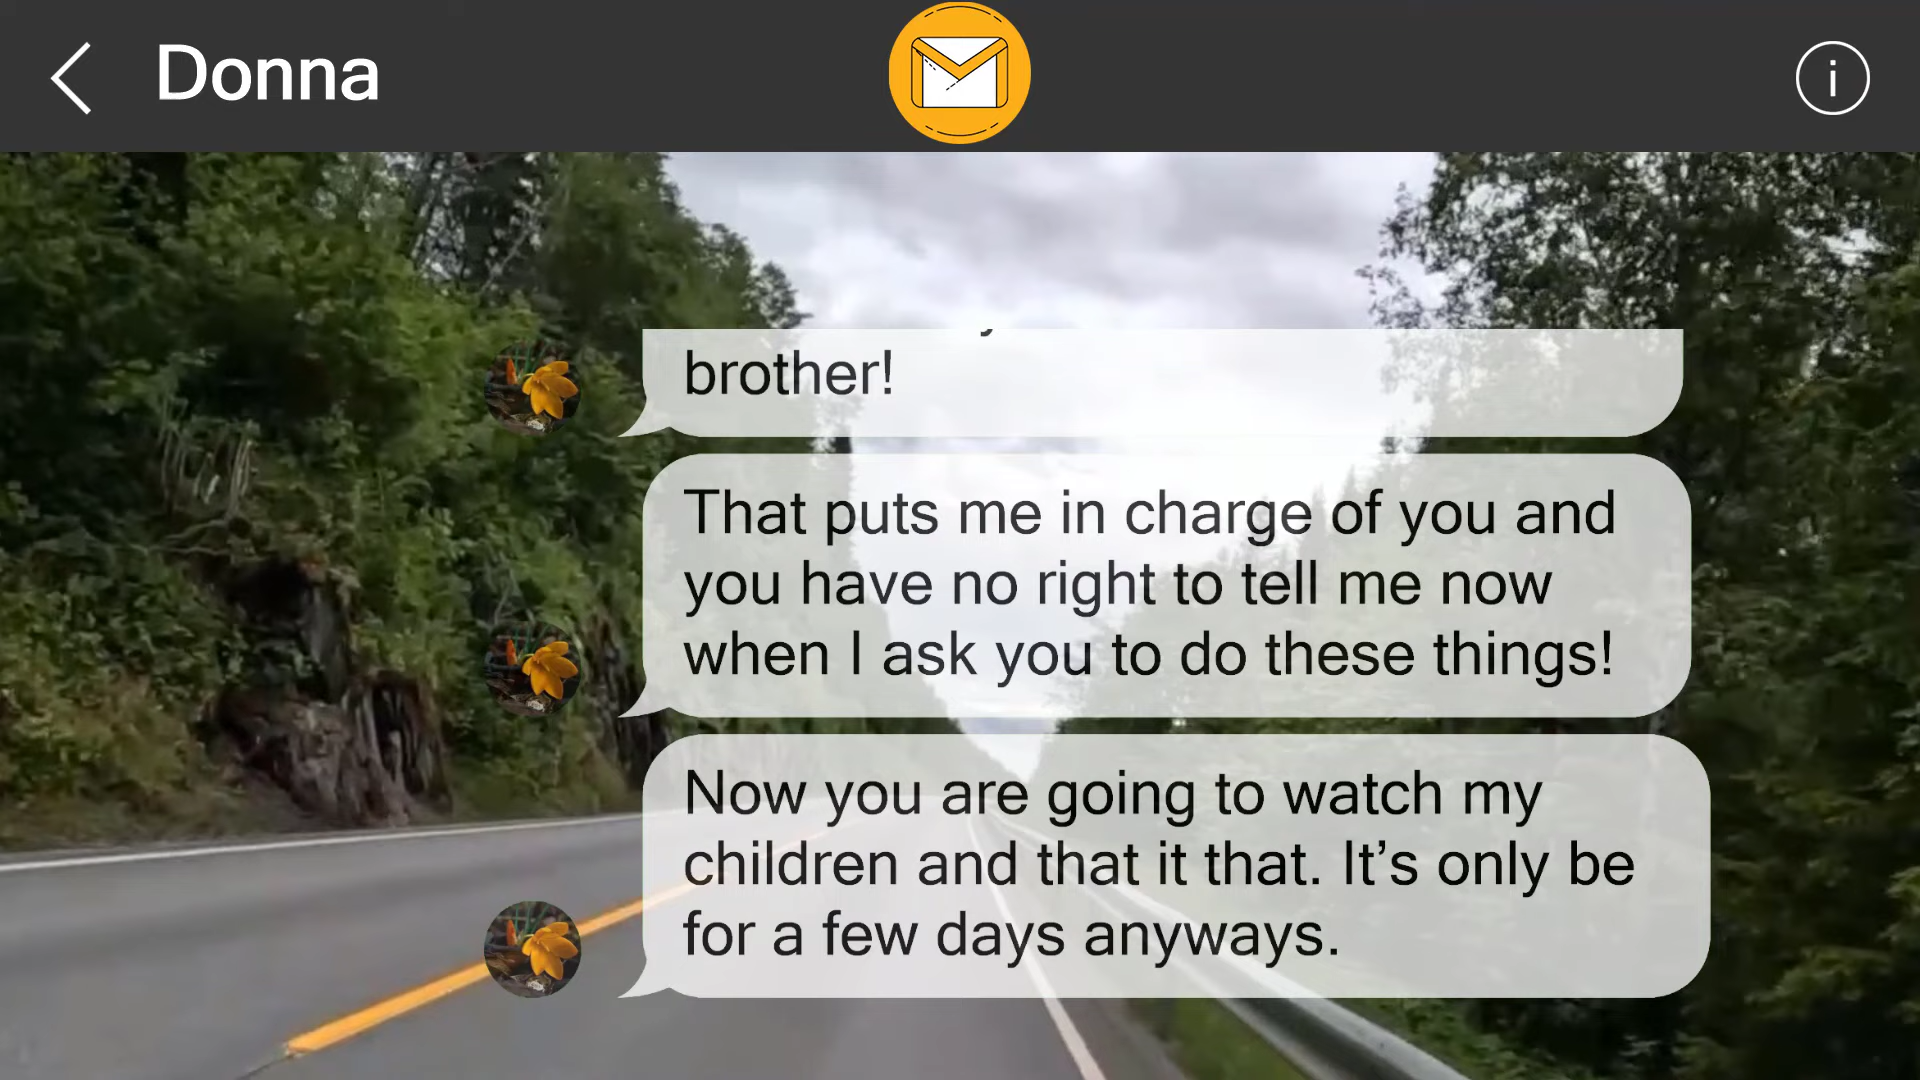 Donna
brother!
That puts me in charge of you and
you have no right to tell me now
when I ask you to do these things!
Now you are going to watch my
children and that it that. It’s only be
for a few days anyways.